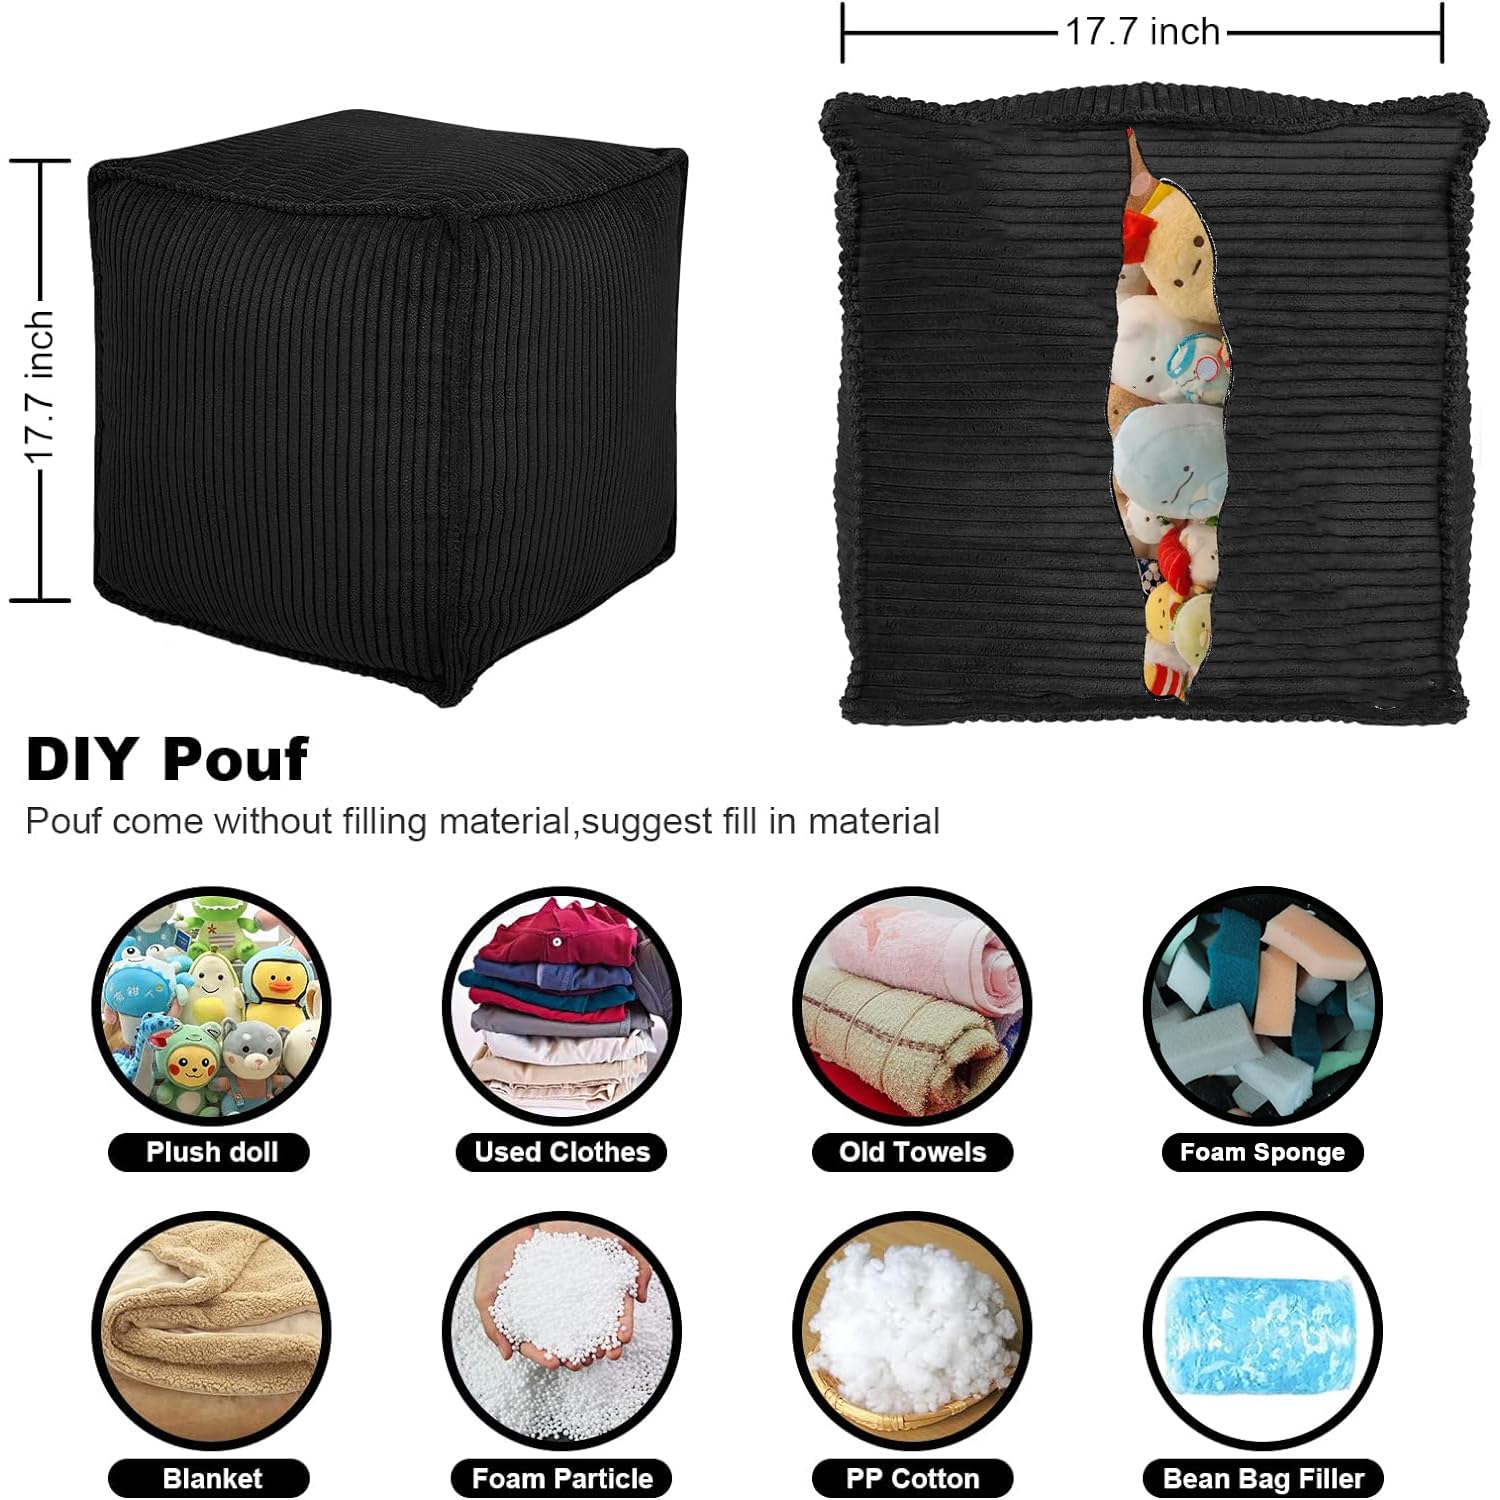 17.7 inch
17.7 inch
DIY Pouf
Pouf come without filling material,suggest fill in material
Plush doll
Used Clothes
Old Towels
Foam Sponge
Blanket
Foam Particle
PP Cotton
Bean Bag Filler